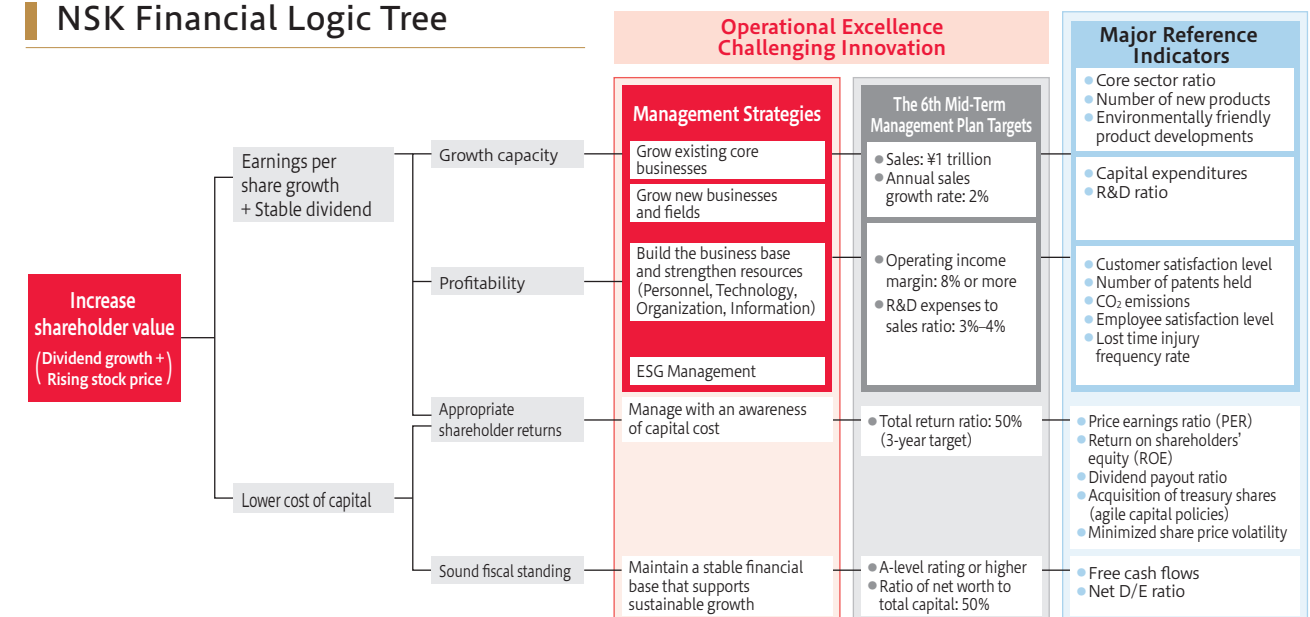 NSK Financial Logic Tree
Operational Excellence
Challenging Innovation
Major Reference
Indicators
Increase
shareholder value
(Dividend growth +
Rising stock price)
Earnings per
share growth
+ Stable dividend
Lower cost of capital
Growth capacity
Profitability
Appropriate
shareholder returns
Sound fiscal standing
Management Strategies
Grow existing core
businesses
Grow new businesses
and fields
Build the business base
and strengthen resources
(Personnel, Technology,
Organization, Information)
ESG Management
Manage with an awareness
of capital cost
Maintain a stable financial
base that supports
sustainable growth
The 6th Mid-Term
Management Plan Targets
● Sales: ¥1 trillion
● Annual sales
growth rate: 2%
● Operating income
margin: 8% or more
● R&D expenses to
sales ratio: 3%–4%
● Total return ratio: 50%
(3-year target)
● A-level rating or higher
● Ratio of net worth to
total capital: 50%
● Core sector ratio
● Number of new products
● Environmentally friendly
product developments
● Capital expenditures
● R&D ratio
● Customer satisfaction level
● Number of patents held
● CO₂ emissions
● Employee satisfaction level
● Lost time injury
frequency rate
● Price earnings ratio (PER)
● Return on shareholders'
equity (ROE)
● Dividend payout ratio
● Acquisition of treasury shares
(agile capital policies)
● Minimized share price volatility
● Free cash flows
● Net D/E ratio